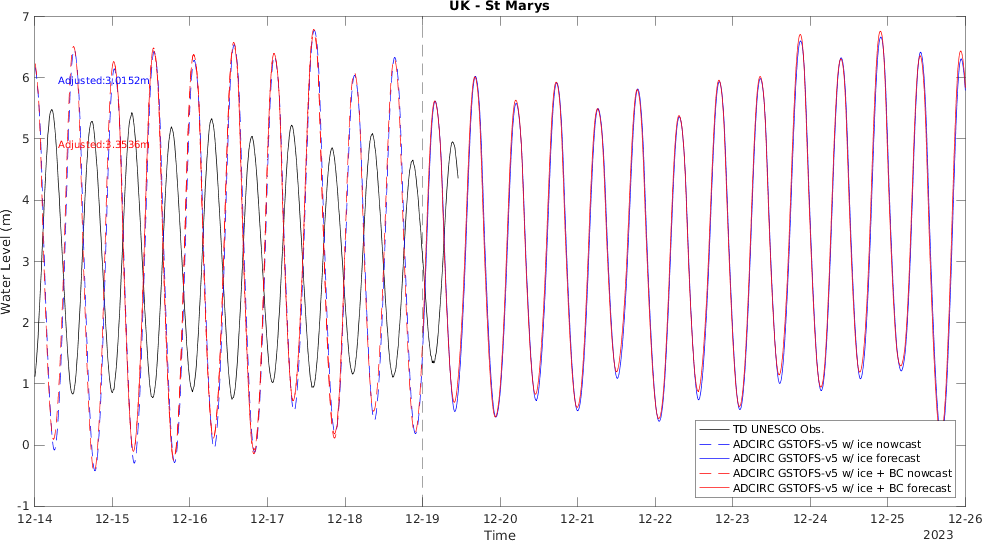 UK - St Marys
7
6
5
4
3
2
1
0
-1
Water Level (m)
Adjusted:3.0152m
Adjusted:3.3536m
TD UNESCO Obs.
ADCIRC GSTOFS-v5 w/ ice nowcast
ADCIRC GSTOFS-v5 w/ ice forecast
ADCIRC GSTOFS-v5 w/ ice + BC nowcast
ADCIRC GSTOFS-v5 w/ ice + BC forecast
12-14 12-15 12-16 12-17 12-18 12-19 12-20 12-21 12-22 12-23 12-24 12-25 12-26
Time
2023